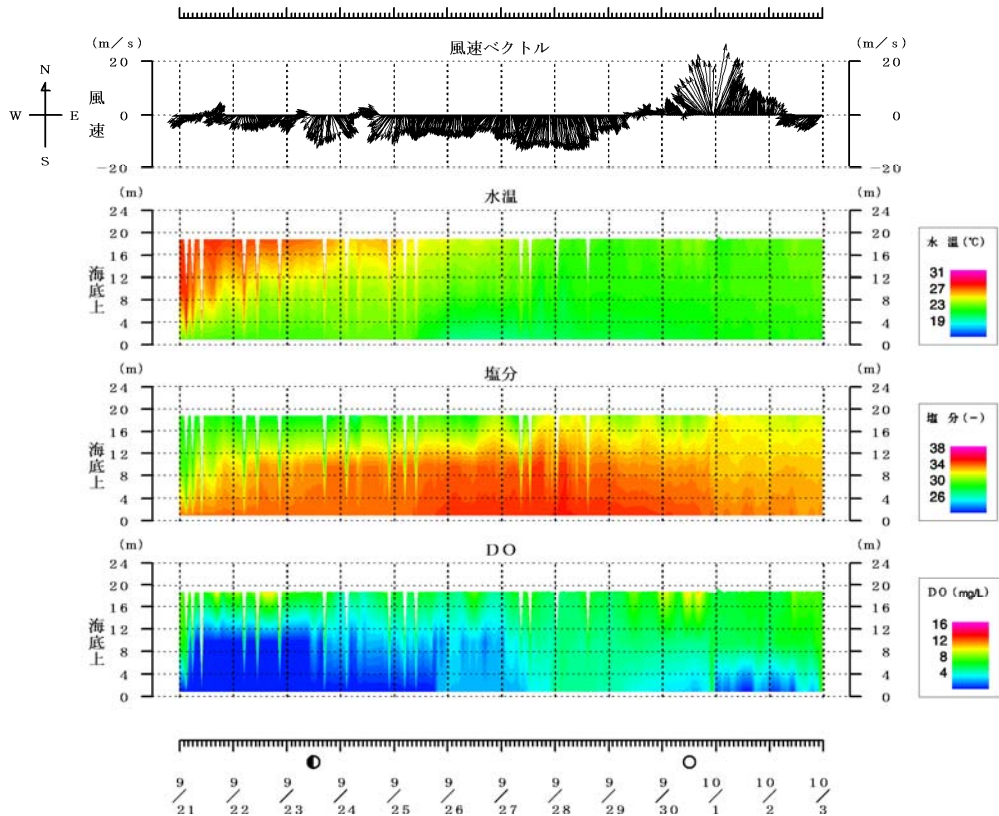 風速ベクトル
(m/s) (m/s)
20 20
0 0
−20 −20
N
W E
S
風速
水温
(m) (m)
24 24
20 20
16 16
12 12
8 8
4 4
0 0
海底上
水 温 (℃)
31
27
23
19
塩分
(m) (m)
24 24
20 20
16 16
12 12
8 8
4 4
0 0
海底上
塩 分 (−)
38
34
30
26
DO
(m) (m)
24 24
20 20
16 16
12 12
8 8
4 4
0 0
海底上
DO (mg/L)
16
12
8
4
9/21 9/22 9/23 9/24 9/25 9/26 9/27 9/28 9/29 9/30 10/1 10/2 10/3